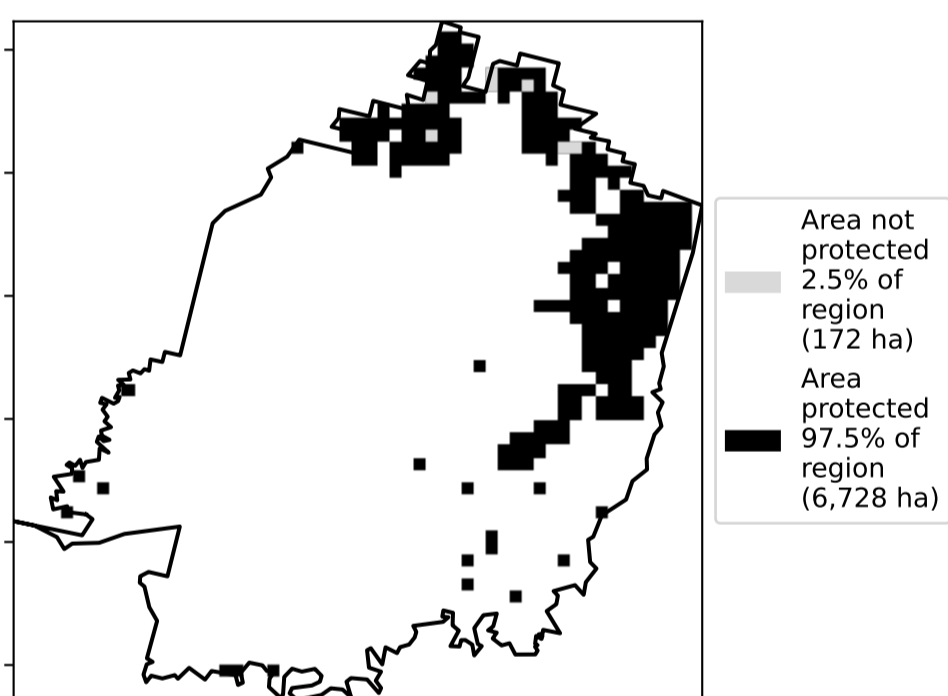 Area not
protected
2.5% of
region
(172 ha)
Area
protected
97.5% of
region
(6,728 ha)